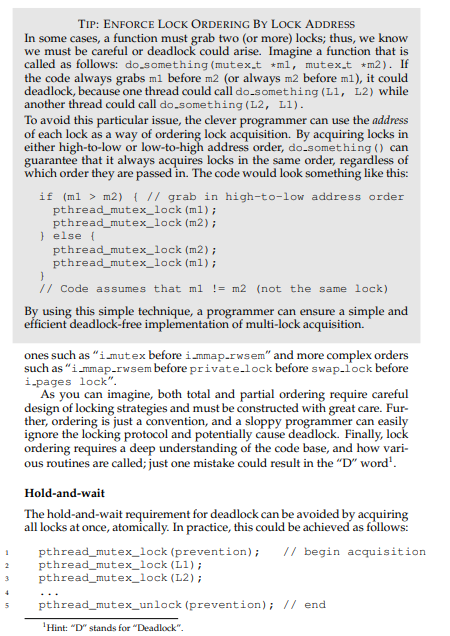 TIP: ENFORCE LOCK ORDERING BY LOCK ADDRESS
In some cases, a function must grab two (or more) locks; thus, we know
we must be careful or deadlock could arise. Imagine a function that is
called as follows: do_something(mutex_t *m1, mutex_t *m2). If
the code always grabs m1 before m2 (or always m2 before m1), it could
deadlock, because one thread could call do_something(L1, L2) while
another thread could call do_something(L2, L1).
To avoid this particular issue, the clever programmer can use the address
of each lock as a way of ordering lock acquisition. By acquiring locks in
either high-to-low or low-to-high address order, do_something() can
guarantee that it always acquires locks in the same order, regardless of
which order they are passed in. The code would look something like this:
if (m1 > m2) { // grab in high-to-low address order
pthread_mutex_lock(m1);
pthread_mutex_lock(m2);
} else {
pthread_mutex_lock(m2);
pthread_mutex_lock(m1);
}
// Code assumes that m1 != m2 (not the same lock)
By using this simple technique, a programmer can ensure a simple and
efficient deadlock-free implementation of multi-lock acquisition.
ones such as "i_mutex before i_mmap_rwsem" and more complex orders
such as "i_mmap_rwsem before private_lock before swap_lock before
i_pages lock".
As you can imagine, both total and partial ordering require careful
design of locking strategies and must be constructed with great care. Fur-
ther, ordering is just a convention, and a sloppy programmer can easily
ignore the locking protocol and potentially cause deadlock. Finally, lock
ordering requires a deep understanding of the code base, and how vari-
ous routines are called; just one mistake could result in the "D" word¹.
Hold-and-wait
The hold-and-wait requirement for deadlock can be avoided by acquiring
all locks at once, atomically. In practice, this could be achieved as follows:
1 pthread_mutex_lock(prevention); // begin acquisition
2 pthread_mutex_lock(L1);
3 pthread_mutex_lock(L2);
4 ...
5 pthread_mutex_unlock(prevention); // end
¹Hint: "D" stands for "Deadlock".